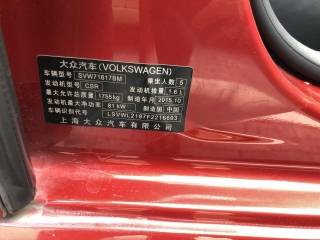 大众汽车(VOLKSWAGEN)
车辆型号 SVW71617BM 乘坐人数 5
发动机型号 CSR 发动机排量 1.6 L
最大允许总质量 1755kg 制造年月 2015.10
发动机最大净功率 81 kW 制造国 中国
车辆识别代号 LSVWL2187F2216603
上海大众汽车有限公司